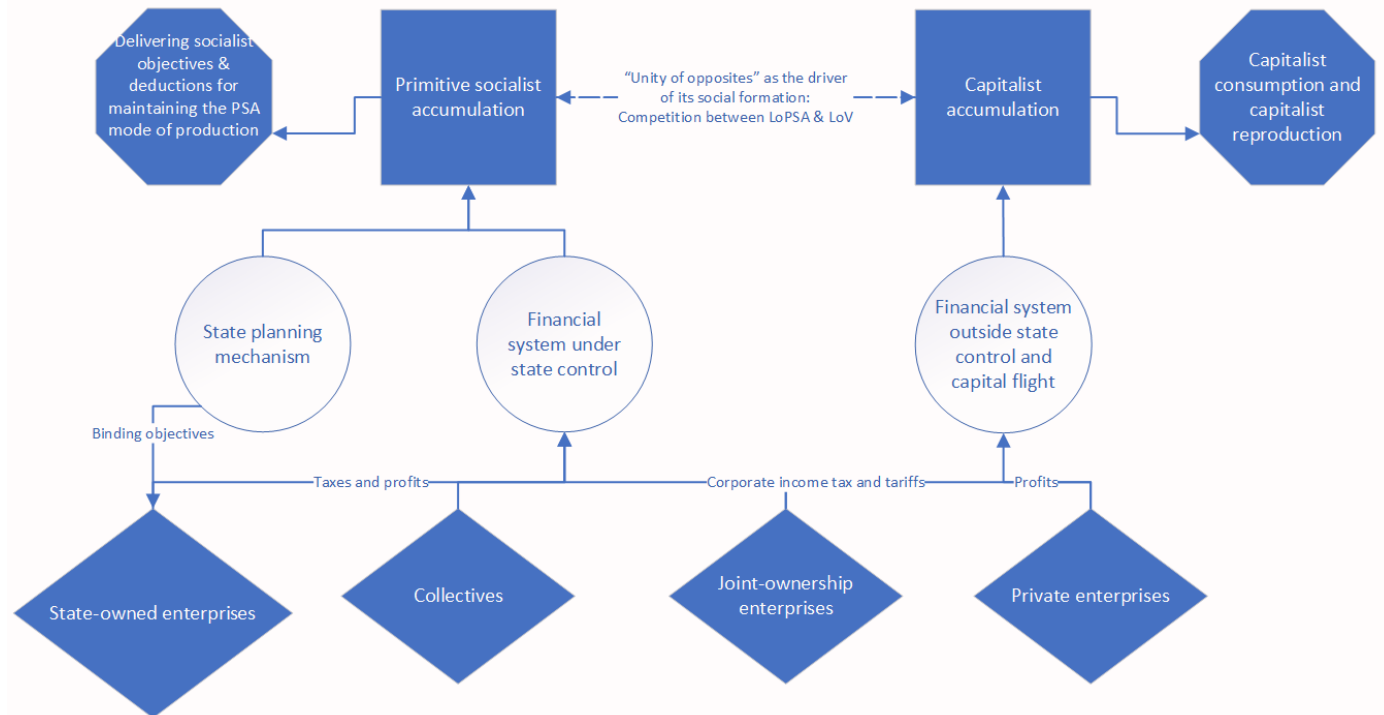 Delivering socialist
objectives &
deductions for
maintaining the PSA
mode of production
Primitive socialist
accumulation
“Unity of opposites” as the driver
of its social formation:
Competition between LoPSA & LoV
Capitalist
accumulation
Capitalist
consumption and
capitalist
reproduction
State planning
mechanism
Financial
system under
state control
Financial system
outside state
control and
capital flight
Binding objectives
Taxes and profits
Corporate income tax and tariffs
Profits
State-owned enterprises
Collectives
Joint-ownership
enterprises
Private enterprises